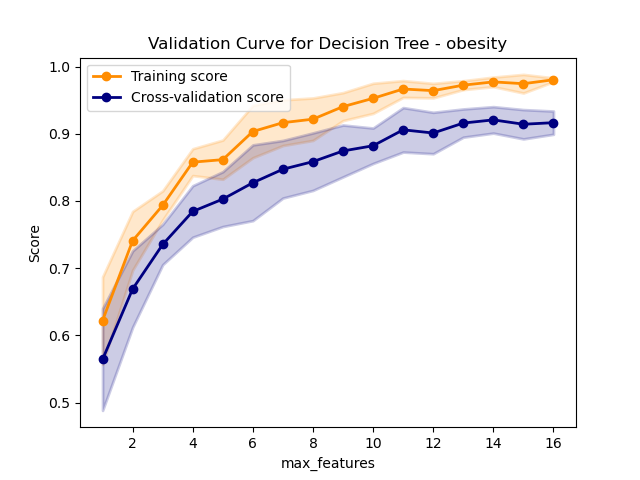 Validation Curve for Decision Tree - obesity
Training score
Cross-validation score
Score
1.0
0.9
0.8
0.7
0.6
0.5
2 4 6 8 10 12 14 16
max_features